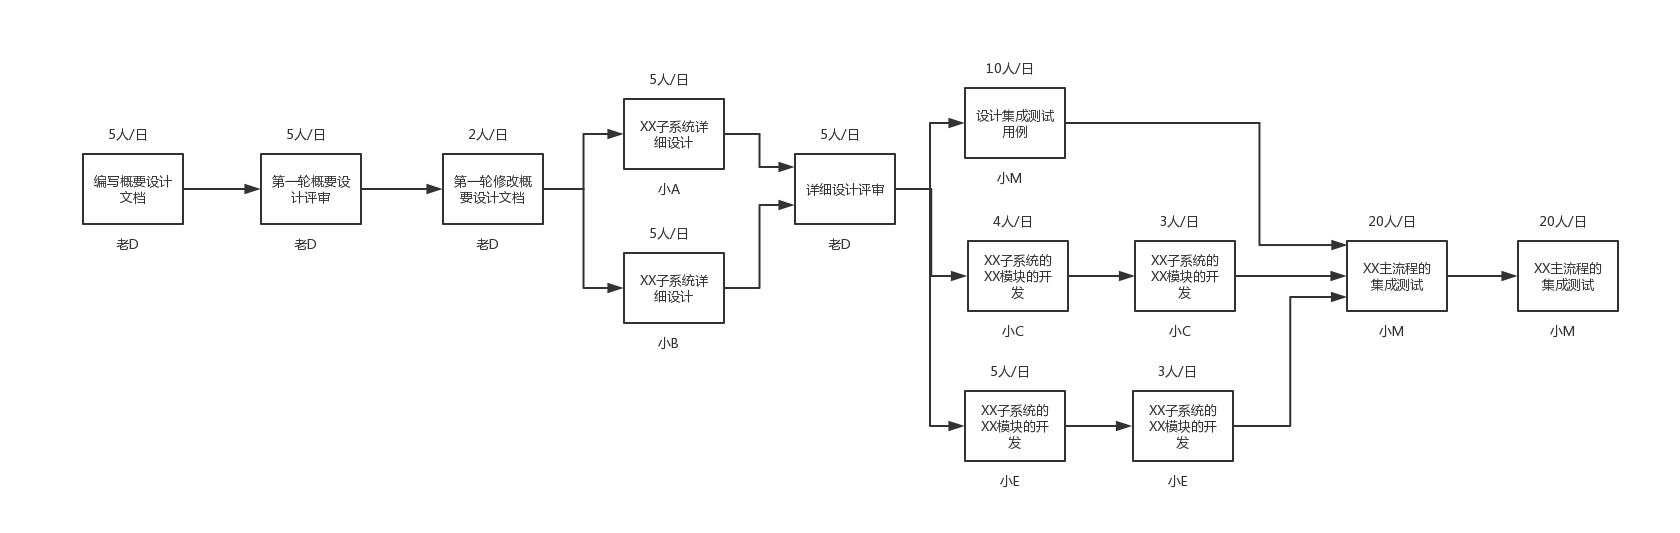 5人/日
编写概要设计
文档
老D
5人/日
第一轮概要设
计评审
老D
2人/日
第一轮修改概
要设计文档
老D
5人/日
XX子系统详
细设计
小A
5人/日
XX子系统详
细设计
小B
5人/日
详细设计评审
老D
10人/日
设计集成测试
用例
小M
4人/日
XX子系统的
XX模块的开
发
小C
3人/日
XX子系统的
XX模块的开
发
小C
5人/日
XX子系统的
XX模块的开
发
小E
3人/日
XX子系统的
XX模块的开
发
小E
20人/日
XX主流程的
集成测试
小M
20人/日
XX主流程的
集成测试
小M